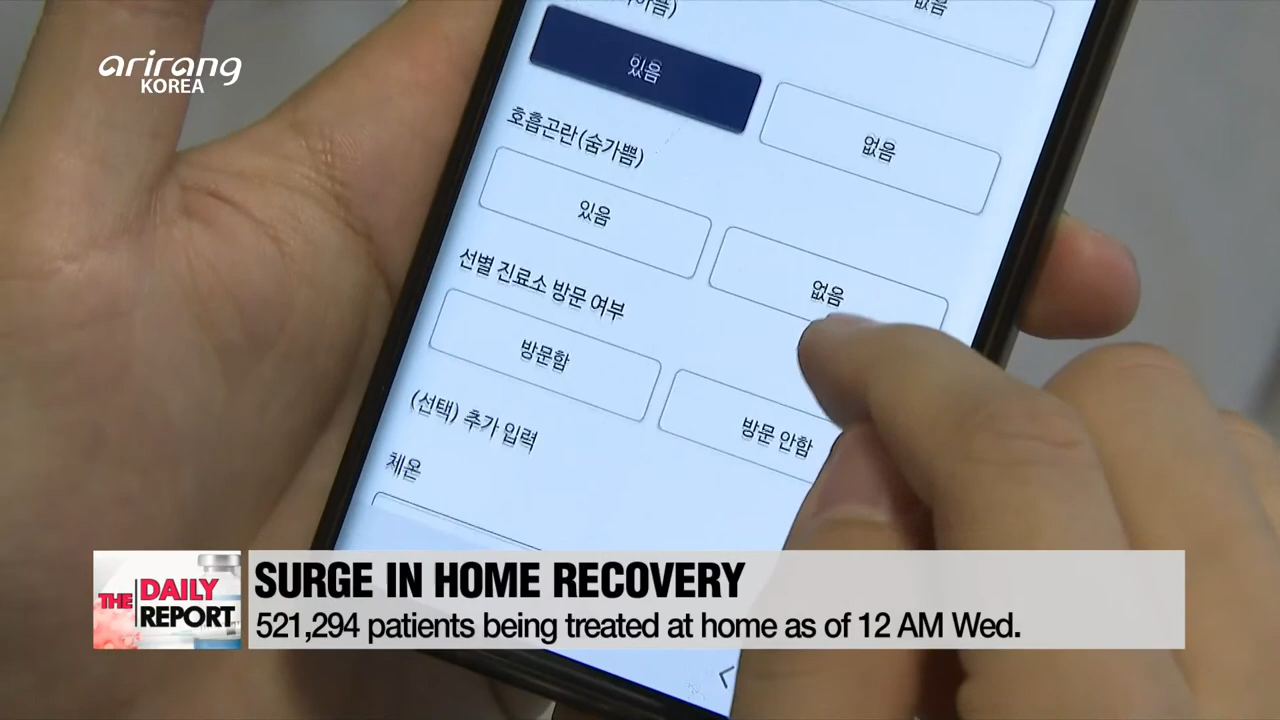 arirang
KOREA
없음
있음
없음
호흡곤란(숨가쁨)
있음
없음
선별 진료소 방문 여부
방문함
방문 안함
(선택) 추가 입력
체온
THE DAILY REPORT
SURGE IN HOME RECOVERY
521,294 patients being treated at home as of 12 AM Wed.